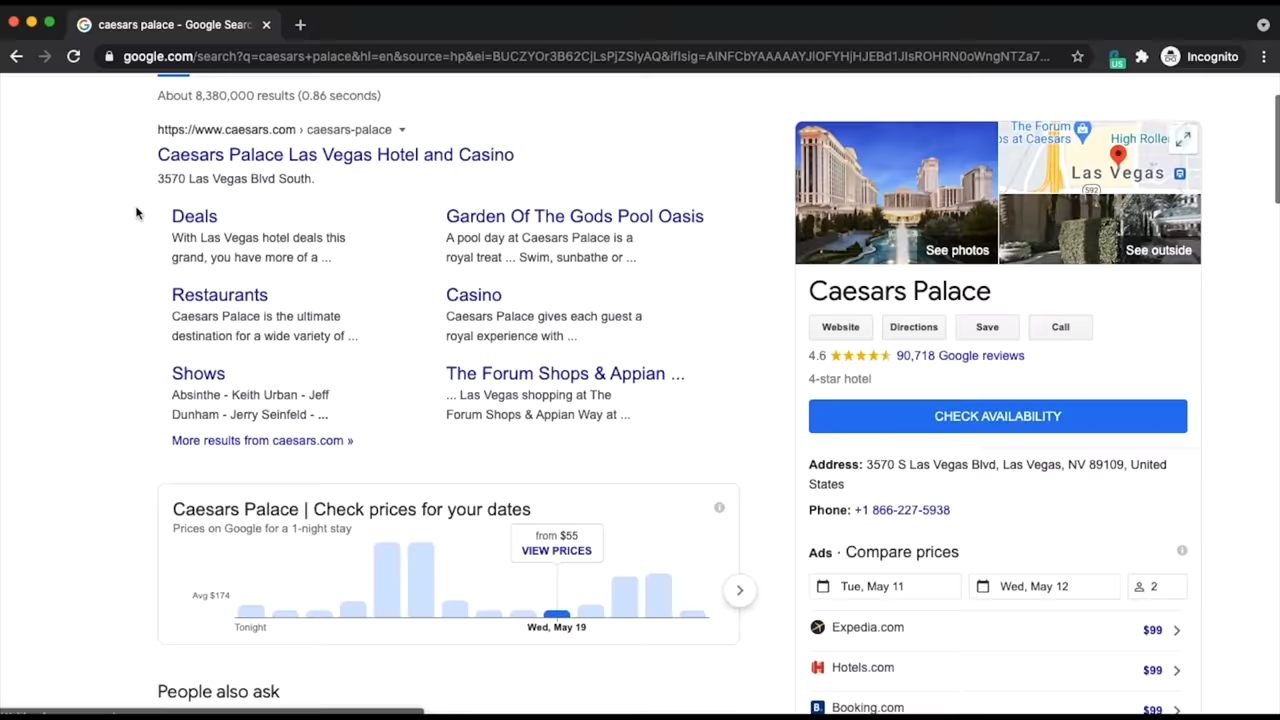 caesars palace - Google Searc
google.com/search?q=caesars+palace&hl=en&source=hp&ei=BUCZYOr3B62CjLsPjZSIyAQ&iflsig=AINFCbYAAAAAYJlOFYHjHJEBd1JIsROHRN0oWngNTZa7...
US
Incognito
About 8,380,000 results (0.86 seconds)
https://www.caesars.com › caesars-palace
Caesars Palace Las Vegas Hotel and Casino
3570 Las Vegas Blvd South.
Deals
With Las Vegas hotel deals this
grand, you have more of a ...
Garden Of The Gods Pool Oasis
A pool day at Caesars Palace is a
royal treat ... Swim, sunbathe or ...
Restaurants
Caesars Palace is the ultimate
destination for a wide variety of ...
Casino
Caesars Palace gives each guest a
royal experience with ...
Shows
Absinthe - Keith Urban - Jeff
Dunham - Jerry Seinfeld - ...
The Forum Shops & Appian ...
... Las Vegas shopping at The
Forum Shops & Appian Way at ...
More results from caesars.com »
Caesars Palace | Check prices for your dates
Prices on Google for a 1-night stay
from $55
VIEW PRICES
Avg $174
Tonight
Wed, May 19
People also ask
The Forum
ps at Caesars
High Roller
Las Vegas
592
See photos
See outside
Caesars Palace
Website
Directions
Save
Call
4.6
90,718 Google reviews
4-star hotel
CHECK AVAILABILITY
Address: 3570 S Las Vegas Blvd, Las Vegas, NV 89109, United
States
Phone: +1 866-227-5938
Ads · Compare prices
Tue, May 11
Wed, May 12
2
Expedia.com
$99
Hotels.com
$99
B.
Booking.com
$99